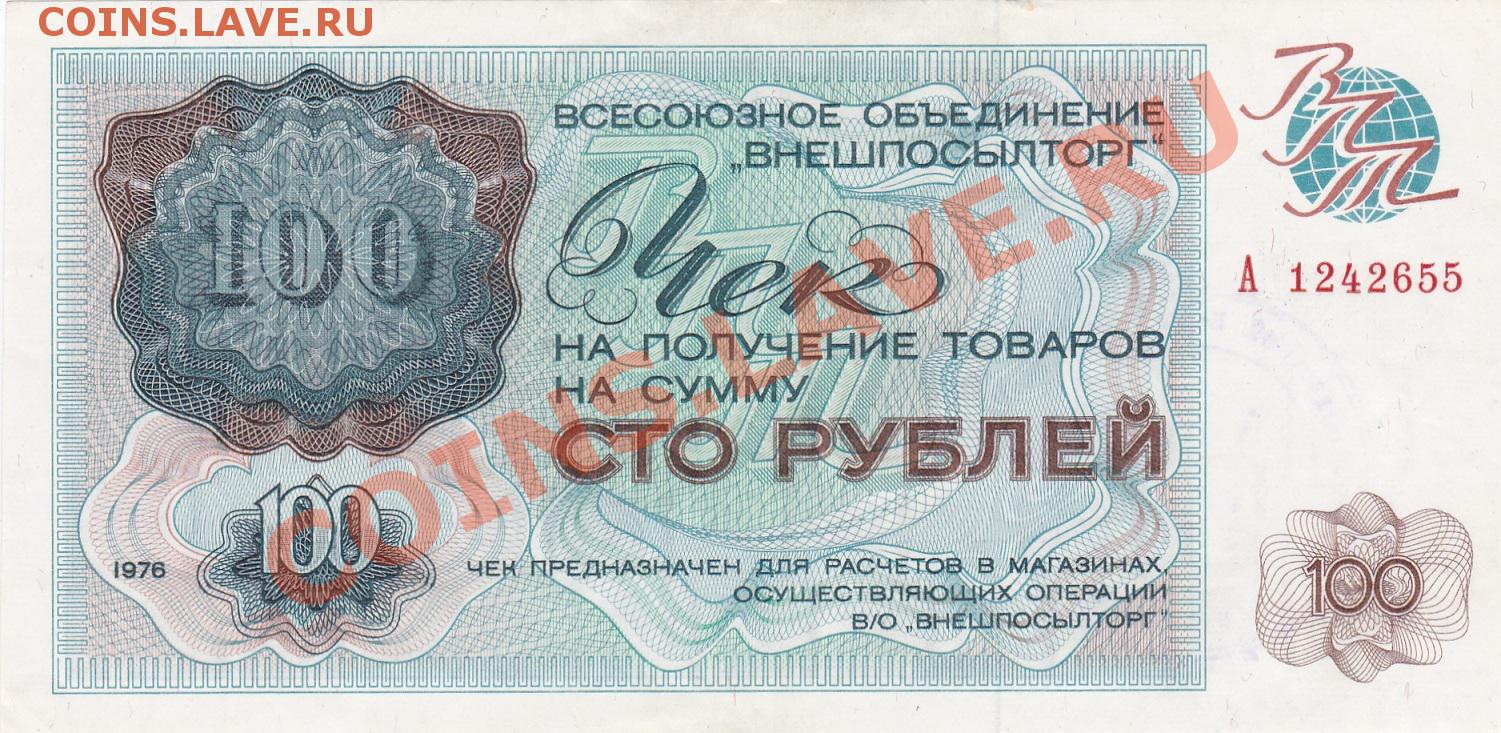 COINS.LAVE.RU
100
ВСЕСОЮЗНОЕ ОБЪЕДИНЕНИЕ
„ВНЕШПОСЫЛТОРГ“
ВПТ
А 1242655
Чек
НА ПОЛУЧЕНИЕ ТОВАРОВ
НА СУММУ
СТО РУБЛЕЙ
COINS.LAVE.RU
100
1976
ЧЕК ПРЕДНАЗНАЧЕН ДЛЯ РАСЧЕТОВ В МАГАЗИНАХ,
ОСУЩЕСТВЛЯЮЩИХ ОПЕРАЦИИ
В/О „ВНЕШПОСЫЛТОРГ“
100